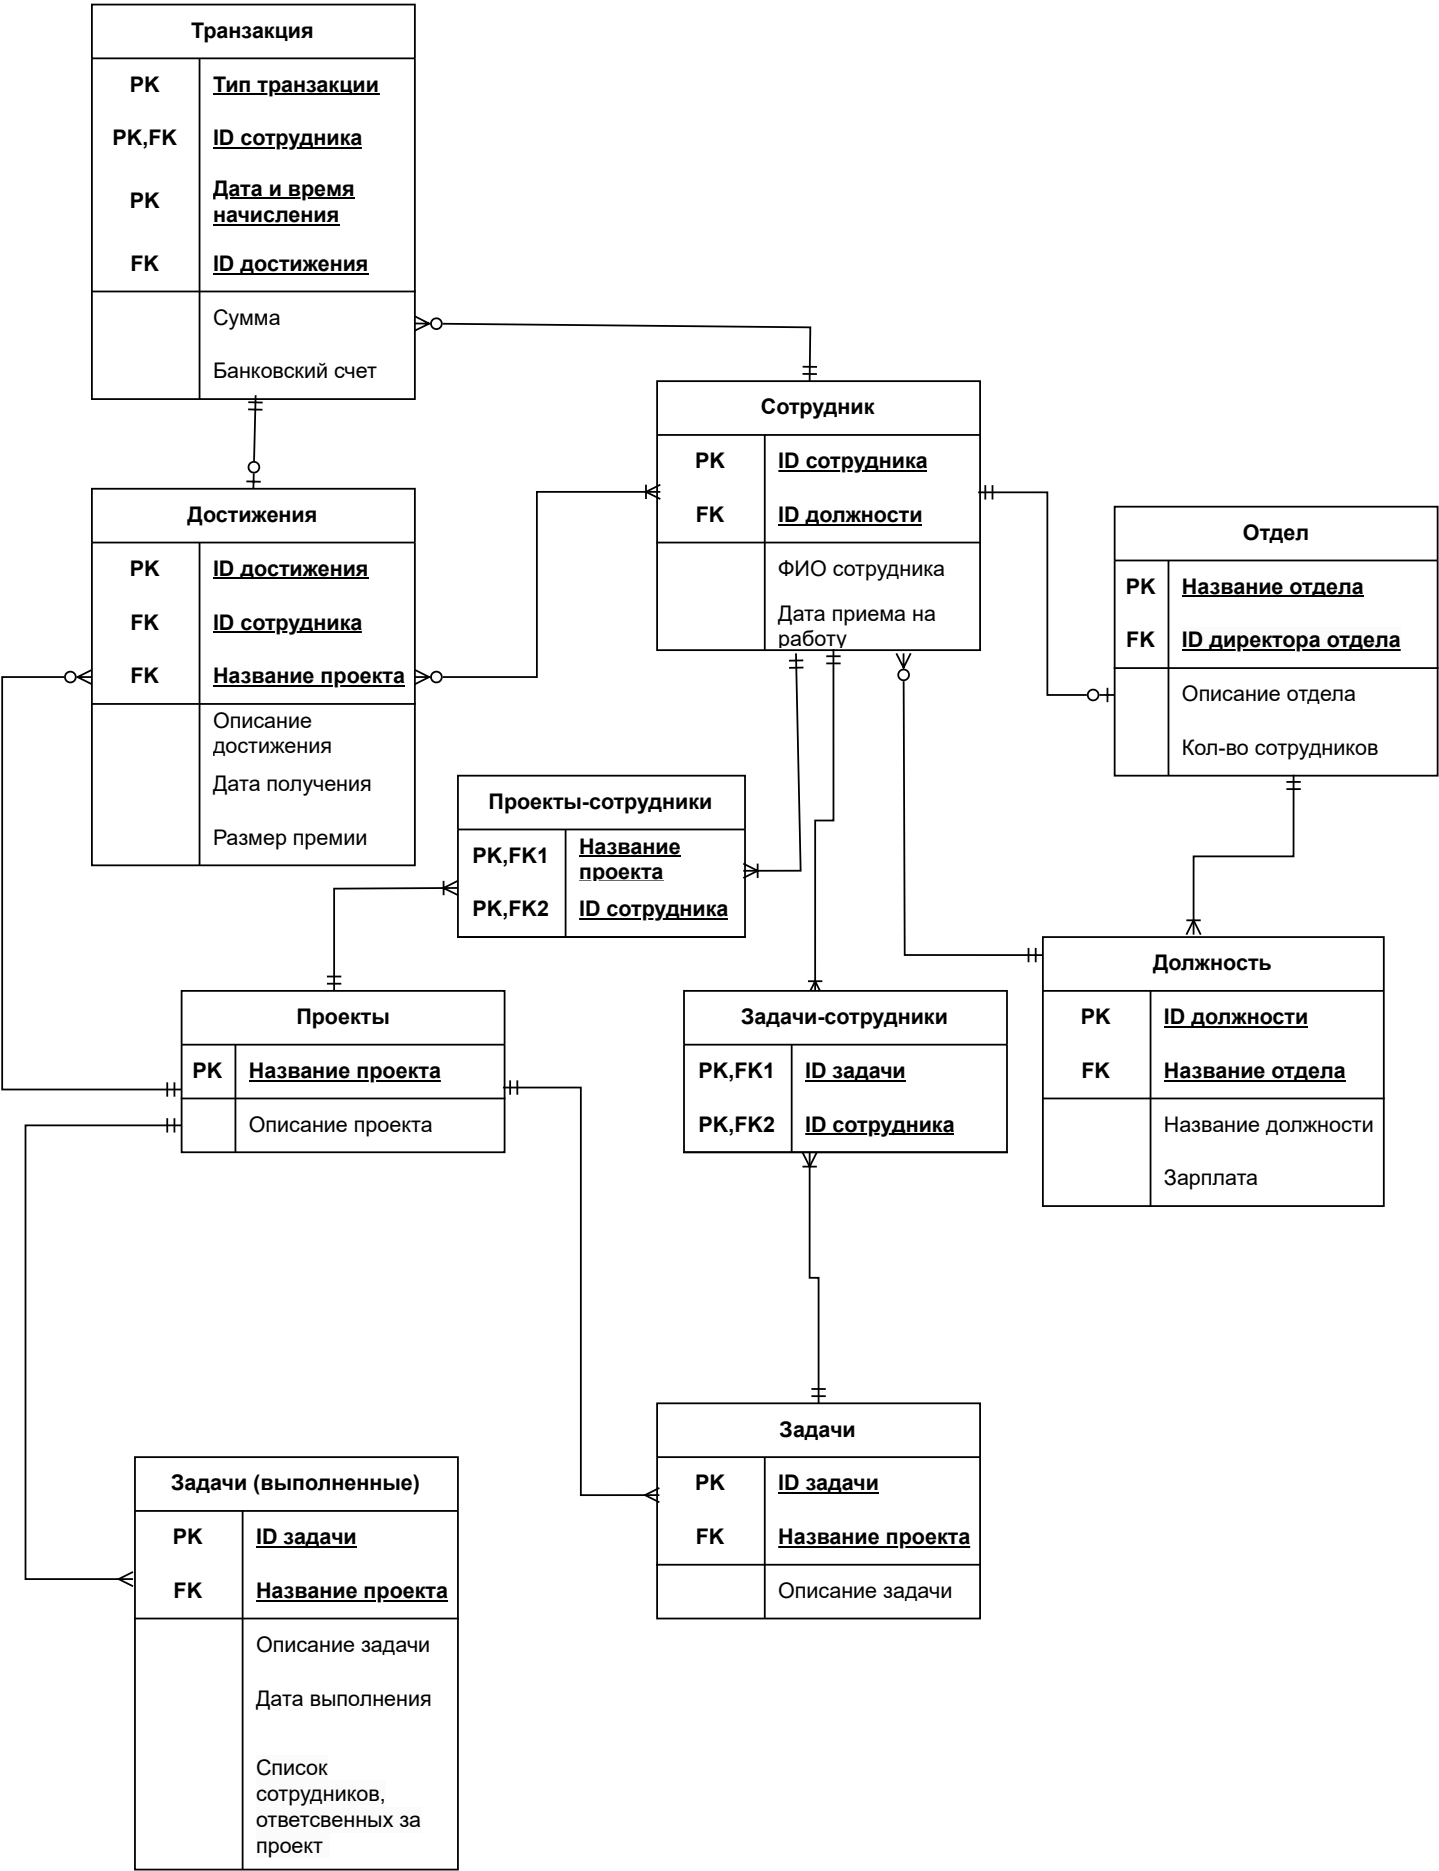 Транзакция
PK
Тип транзакции
PK,FK
ID сотрудника
PK
Дата и время
начисления
FK
ID достижения
Сумма
Банковский счет
Сотрудник
PK
ID сотрудника
FK
ID должности
ФИО сотрудника
Дата приема на
работу
Достижения
PK
ID достижения
FK
ID сотрудника
FK
Название проекта
Описание
достижения
Дата получения
Размер премии
Отдел
PK
Название отдела
FK
ID директора отдела
Описание отдела
Кол-во сотрудников
Проекты-сотрудники
PK,FK1
Название
проекта
PK,FK2
ID сотрудника
Должность
PK
ID должности
FK
Название отдела
Название должности
Зарплата
Проекты
PK
Название проекта
Описание проекта
Задачи-сотрудники
PK,FK1
ID задачи
PK,FK2
ID сотрудника
Задачи
PK
ID задачи
FK
Название проекта
Описание задачи
Задачи (выполненные)
PK
ID задачи
FK
Название проекта
Описание задачи
Дата выполнения
Список
сотрудников,
ответсвенных за
проект